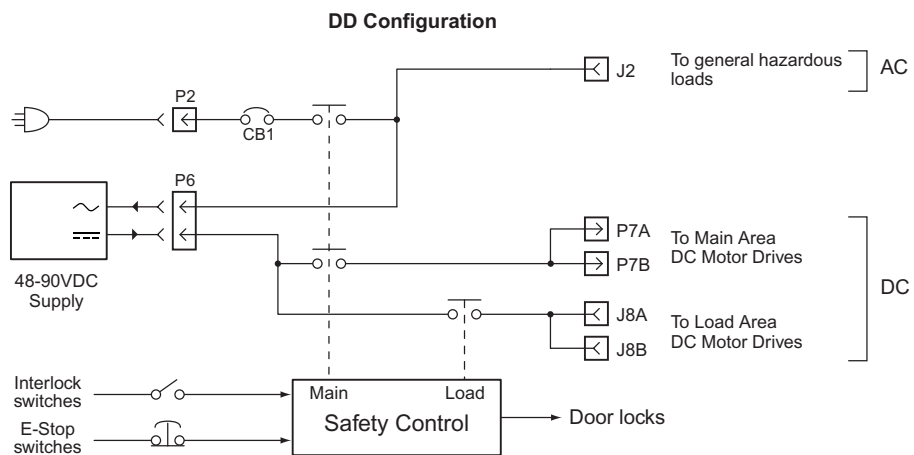 DD Configuration
J2
To general hazardous
loads
AC
P2
CB1
P6
48-90VDC
Supply
P7A
P7B
To Main Area
DC Motor Drives
DC
J8A
J8B
To Load Area
DC Motor Drives
Interlock
switches
E-Stop
switches
Main
Load
Safety Control
Door locks